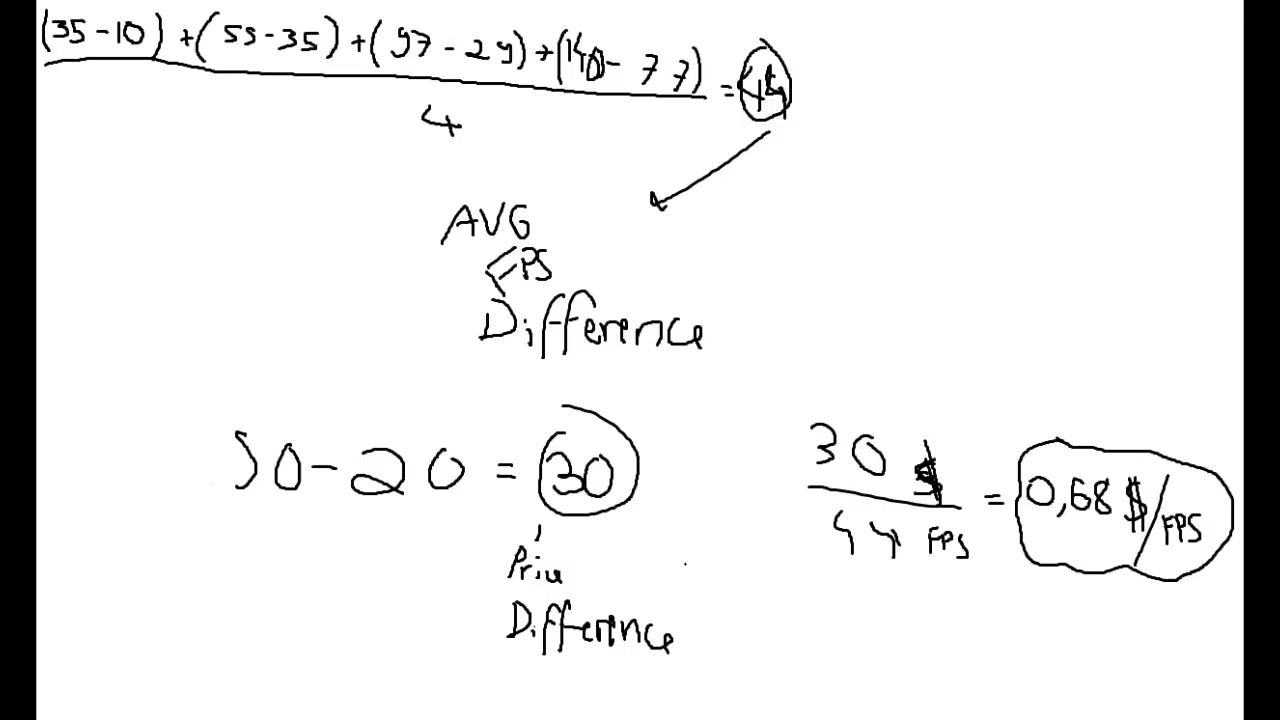 (35-10)+(55-35)+(97-29)+(140-77) = 44
4
AVG
FPS
Difference
50-20 = 30
Price
Difference
30 $
44 FPS
= 0,68 $/FPS